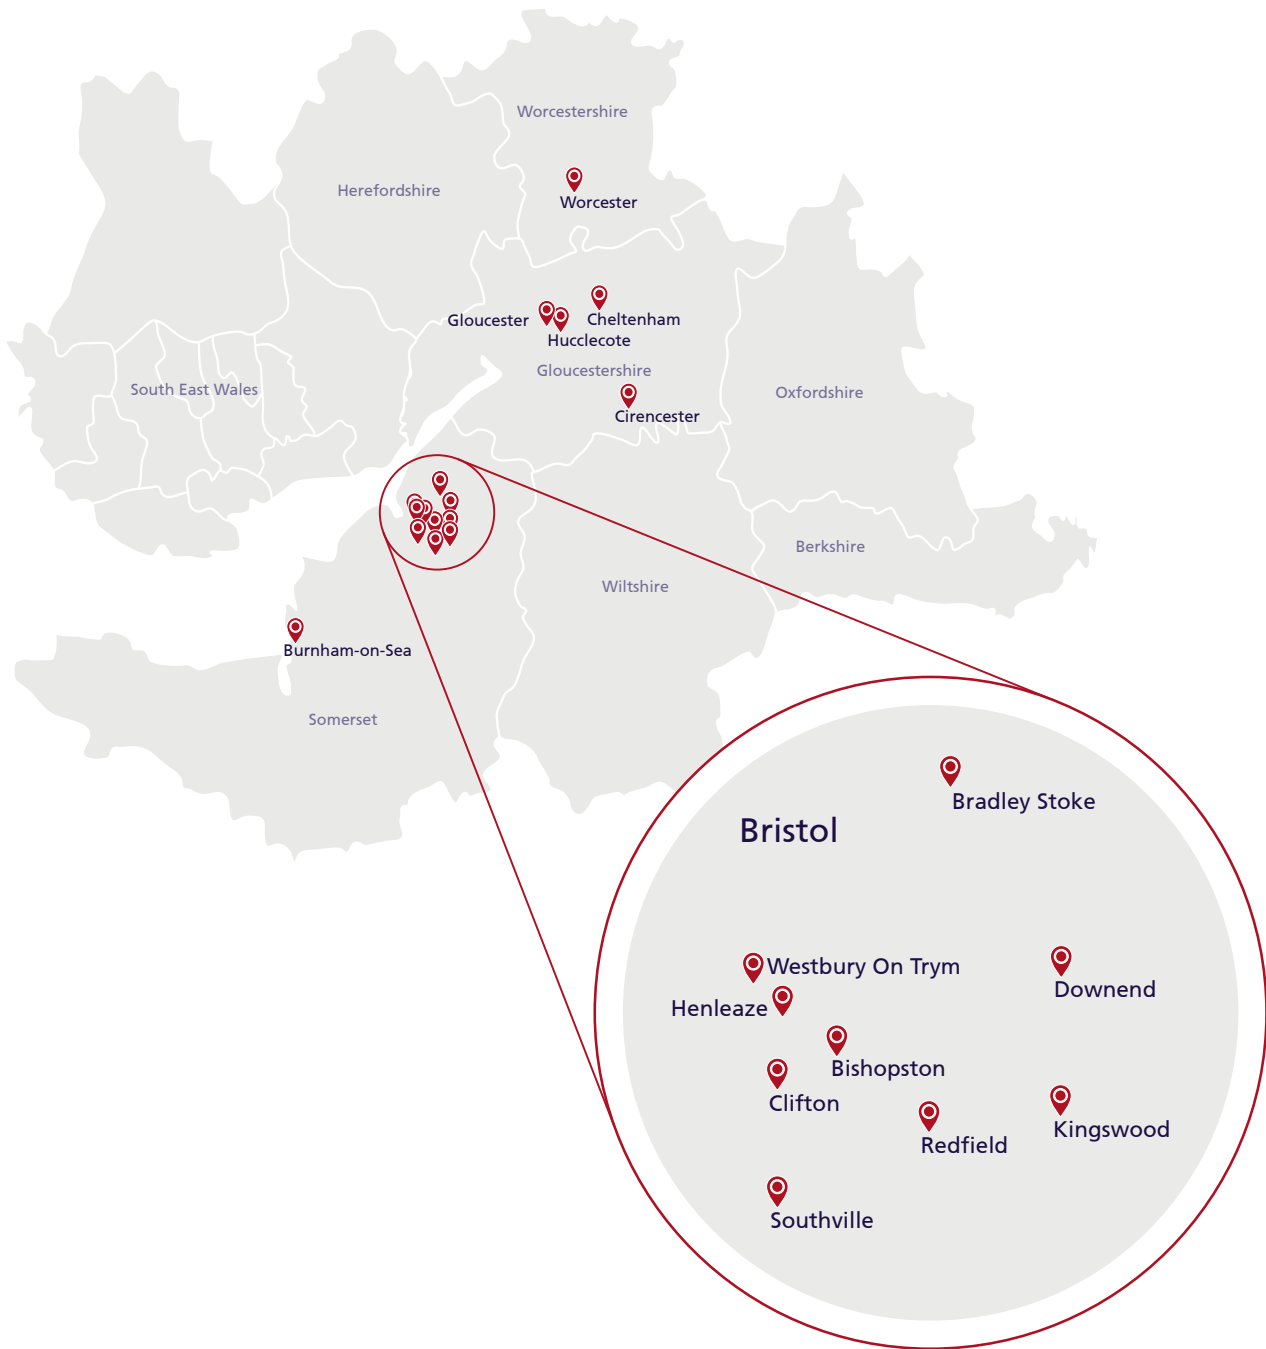 Worcestershire
Herefordshire
Worcester
Gloucester
Cheltenham
Hucclecote
Gloucestershire
South East Wales
Oxfordshire
Cirencester
Berkshire
Wiltshire
Burnham-on-Sea
Somerset
Bradley Stoke
Bristol
Westbury On Trym
Downend
Henleaze
Bishopston
Clifton
Kingswood
Redfield
Southville